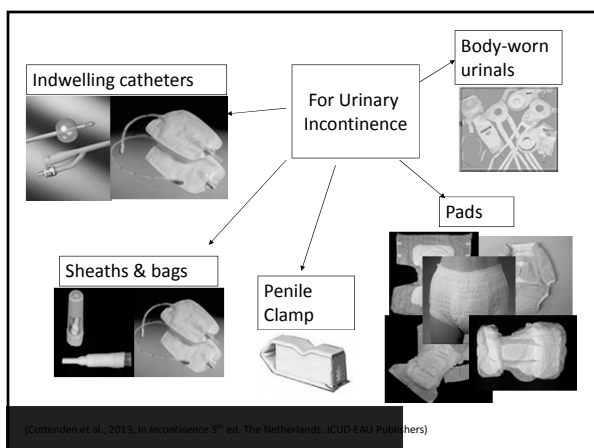 Body-worn
urinals
Indwelling catheters
For Urinary
Incontinence
Pads
Sheaths & bags
Penile
Clamp
(Cottenden et al., 2013, In Incontinence 5th ed. The Netherlands: ICUD-EAU Publishers)